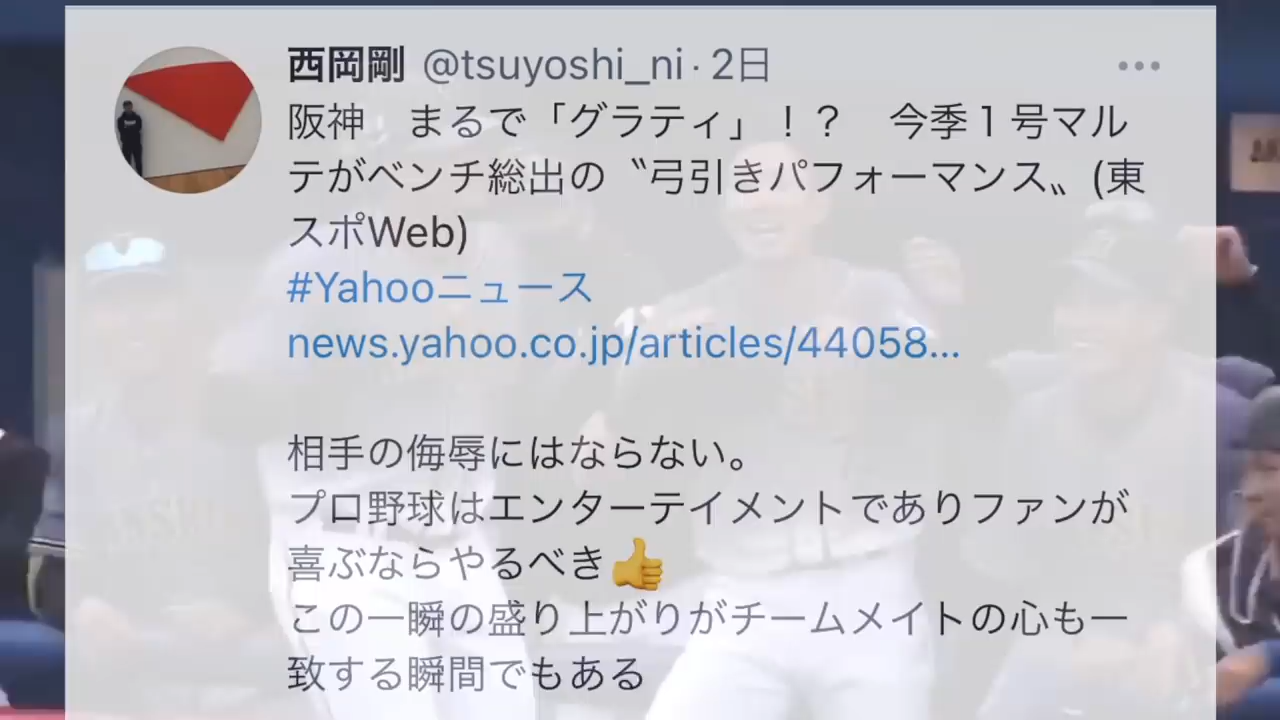 西岡剛 @tsuyoshi_ni · 2日
阪神　まるで「グラティ」！？　今季１号マル
テがベンチ総出の〝弓引きパフォーマンス〟(東
スポWeb)
#Yahooニュース
news.yahoo.co.jp/articles/44058...
相手の侮辱にはならない。
プロ野球はエンターテイメントでありファンが
喜ぶならやるべき👍
この一瞬の盛り上がりがチームメイトの心も一
致する瞬間でもある